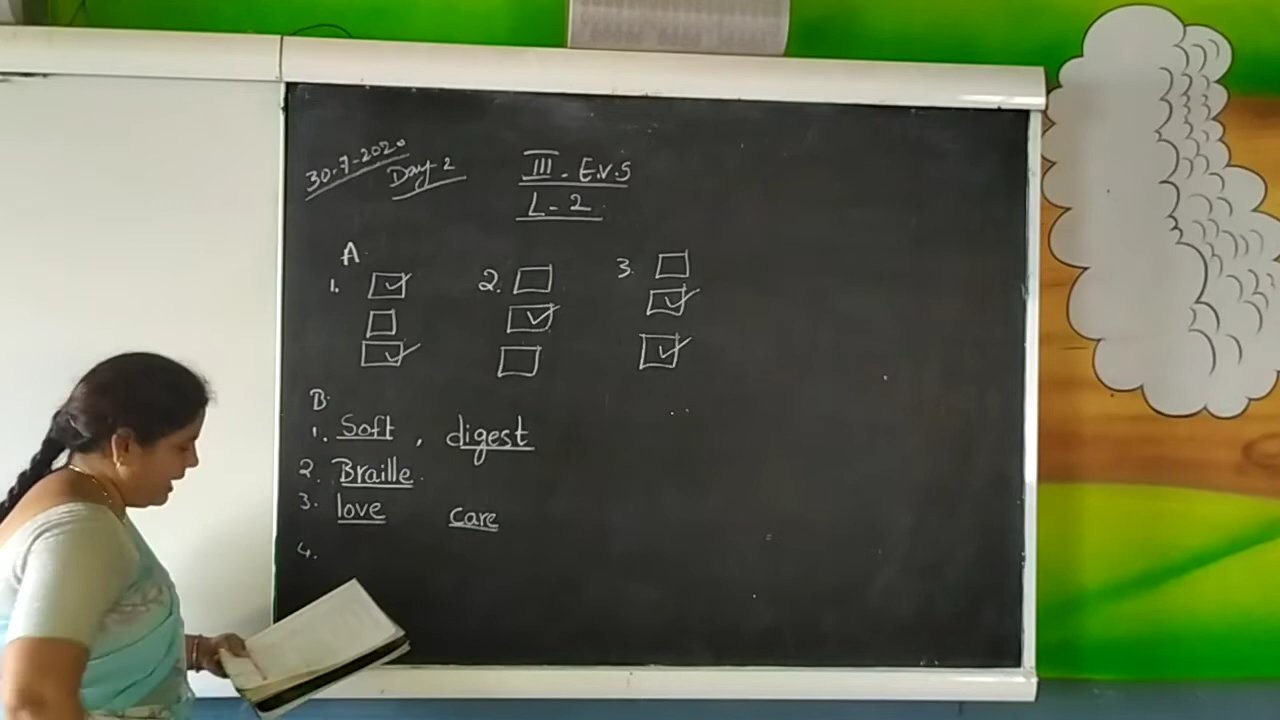 30.7-2020
Day 2
III - E.V.S
L - 2
A.
1. ☑ 2. ☐ 3. ☐
☐ ☑ ☑
☑ ☐ ☑
B.
1. Soft , digest
2. Braille.
3. love care
4.